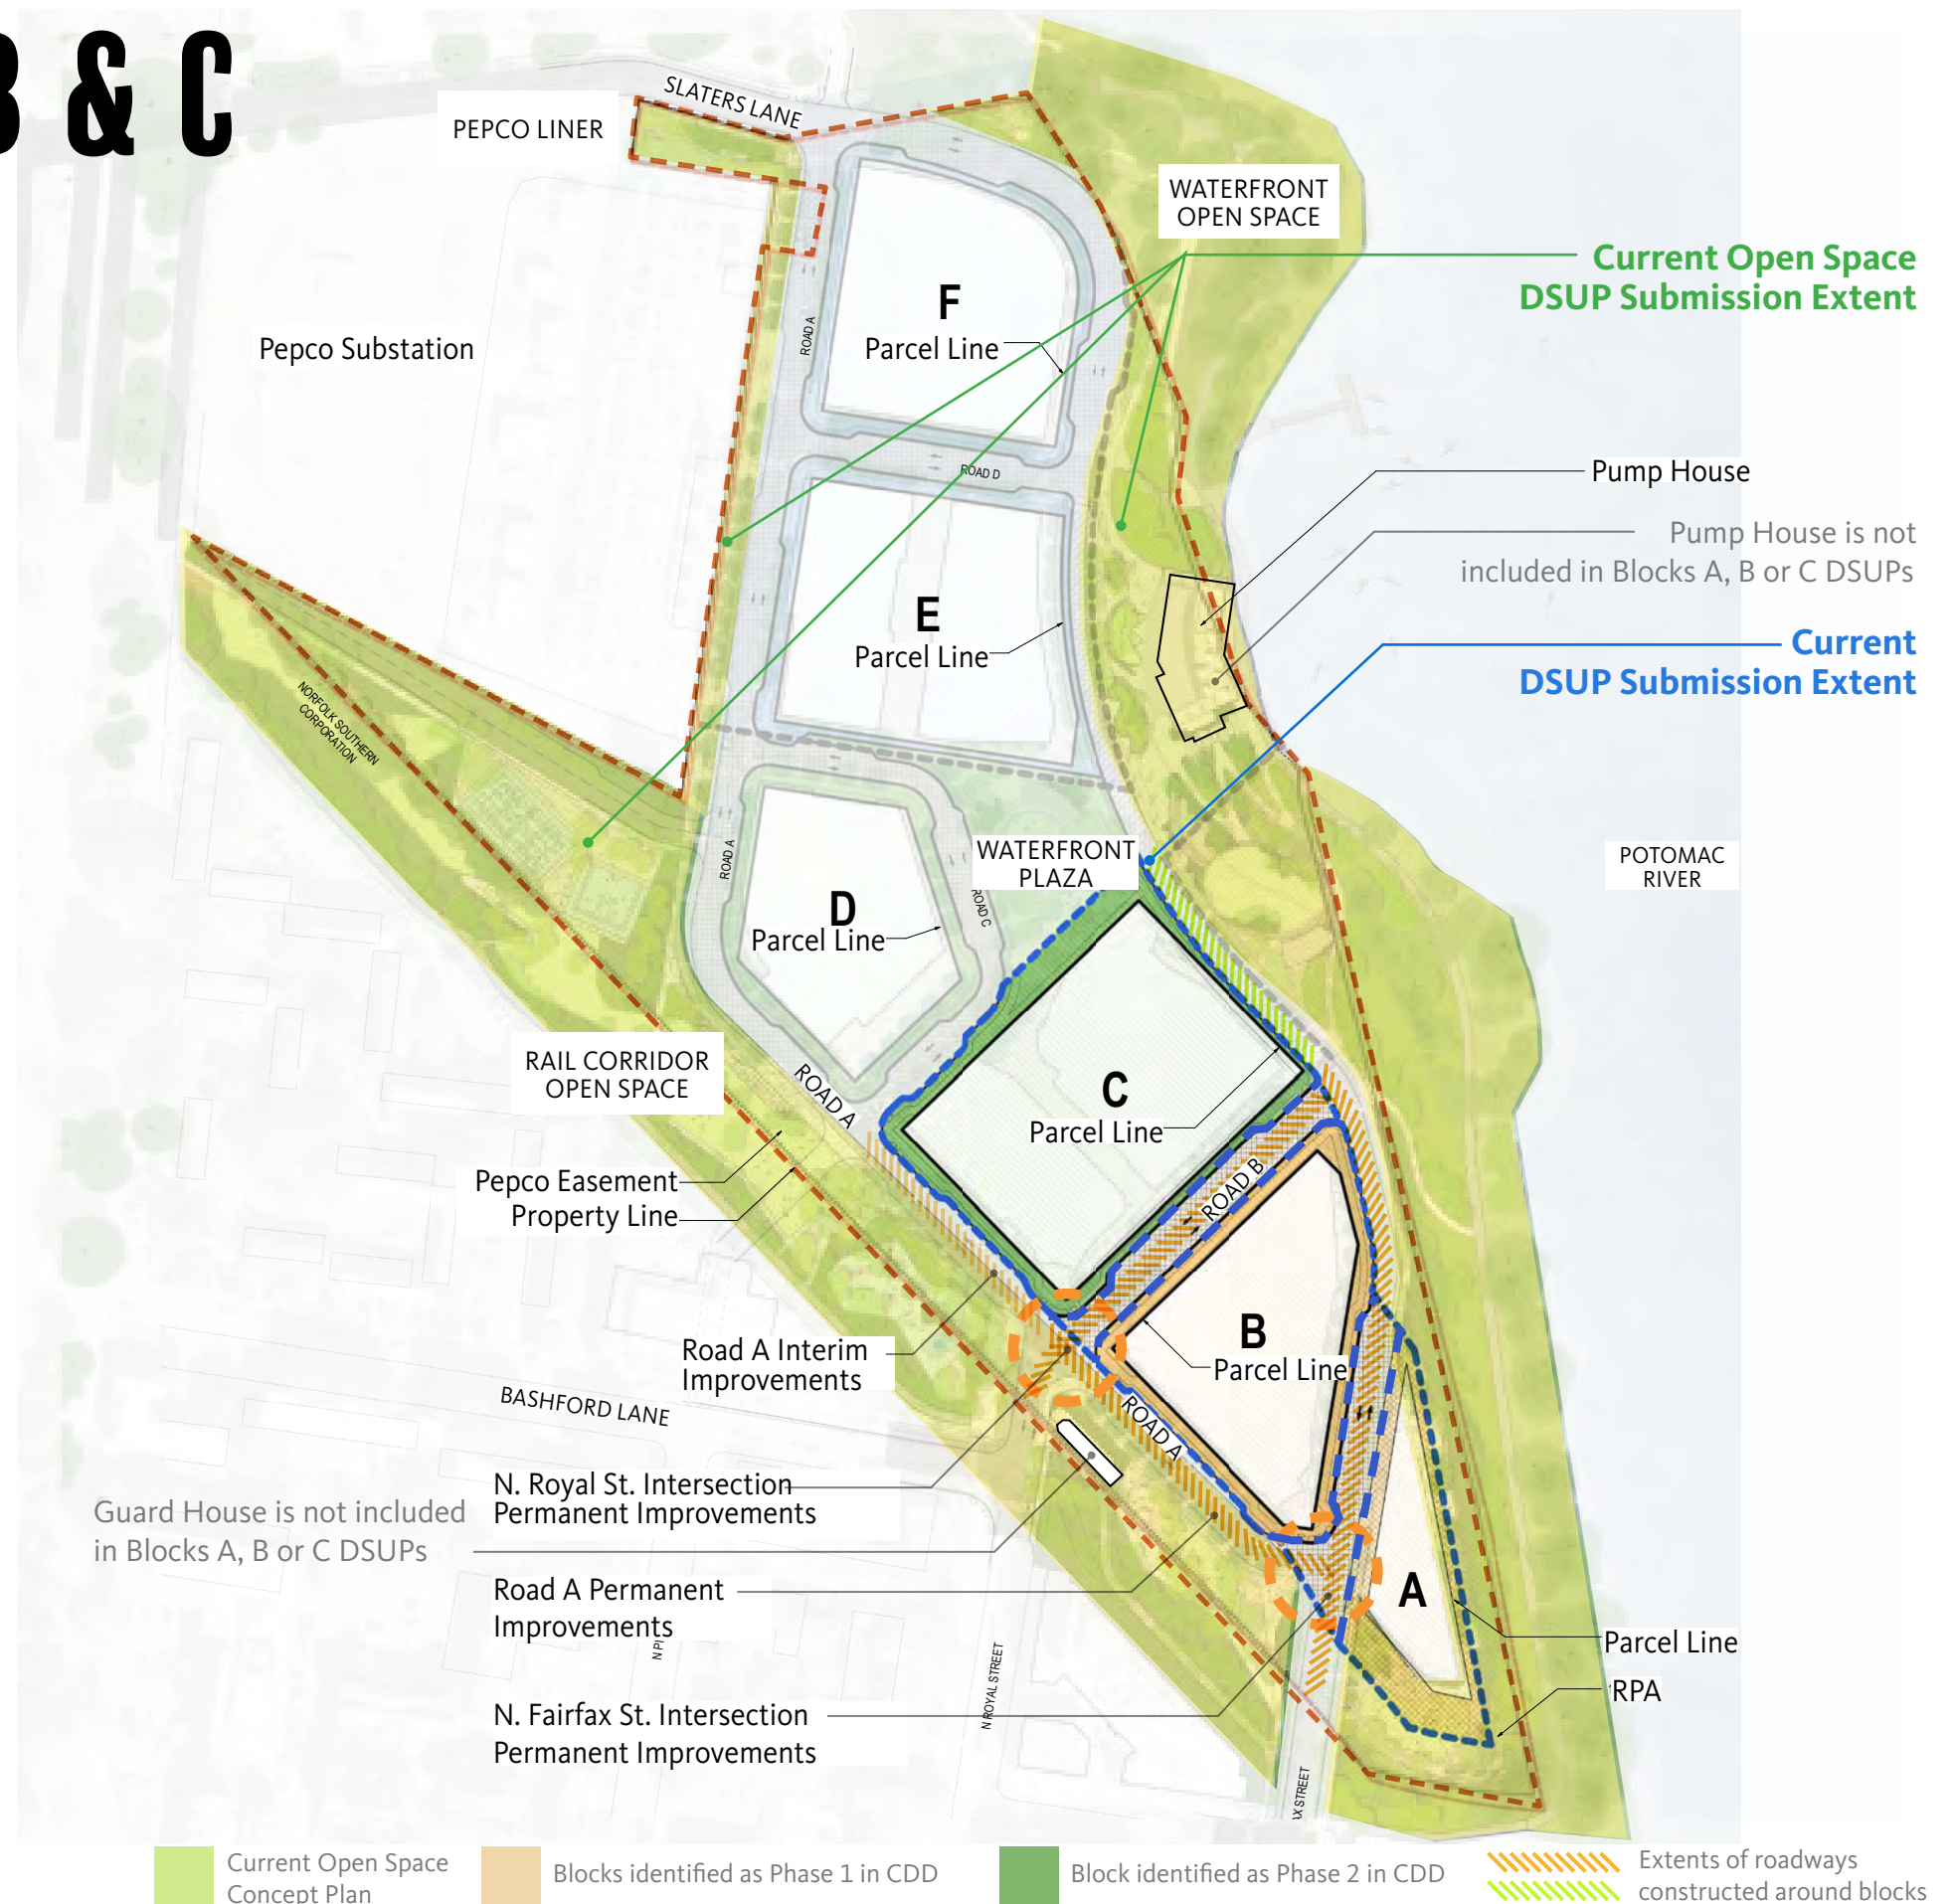 B & C
SLATERS LANE
PEPCO LINER
WATERFRONT
OPEN SPACE
Current Open Space
DSUP Submission Extent
F
Parcel Line
ROAD A
Pepco Substation
ROAD D
Pump House
Pump House is not
included in Blocks A, B or C DSUPs
E
Parcel Line
Current
DSUP Submission Extent
NORFOLK SOUTHERN
CORPORATION
WATERFRONT
PLAZA
POTOMAC
RIVER
ROAD A
D
Parcel Line
ROAD C
RAIL CORRIDOR
OPEN SPACE
ROAD A
C
Parcel Line
Pepco Easement
Property Line
ROAD B
B
Parcel Line
Road A Interim
Improvements
BASHFORD LANE
ROAD A
N. Royal St. Intersection
Permanent Improvements
Guard House is not included
in Blocks A, B or C DSUPs
Road A Permanent
Improvements
A
Parcel Line
RPA
N PI
N ROYAL STREET
N. Fairfax St. Intersection
Permanent Improvements
AX STREET
Current Open Space
Concept Plan
Blocks identified as Phase 1 in CDD
Block identified as Phase 2 in CDD
Extents of roadways
constructed around blocks